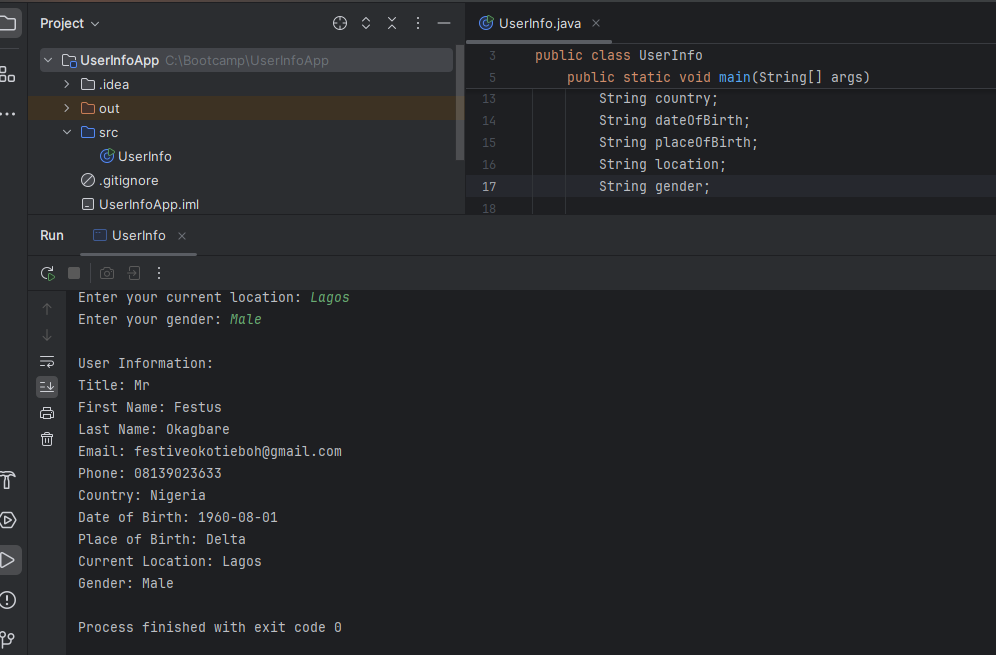 Project
UserInfoApp C:\Bootcamp\UserInfoApp
.idea
out
src
UserInfo
.gitignore
UserInfoApp.iml
UserInfo.java
3 public class UserInfo
5 public static void main(String[] args)
13 String country;
14 String dateOfBirth;
15 String placeOfBirth;
16 String location;
17 String gender;
18
Run UserInfo
Enter your current location: Lagos
Enter your gender: Male
User Information:
Title: Mr
First Name: Festus
Last Name: Okagbare
Email: festiveokotieboh@gmail.com
Phone: 08139023633
Country: Nigeria
Date of Birth: 1960-08-01
Place of Birth: Delta
Current Location: Lagos
Gender: Male
Process finished with exit code 0